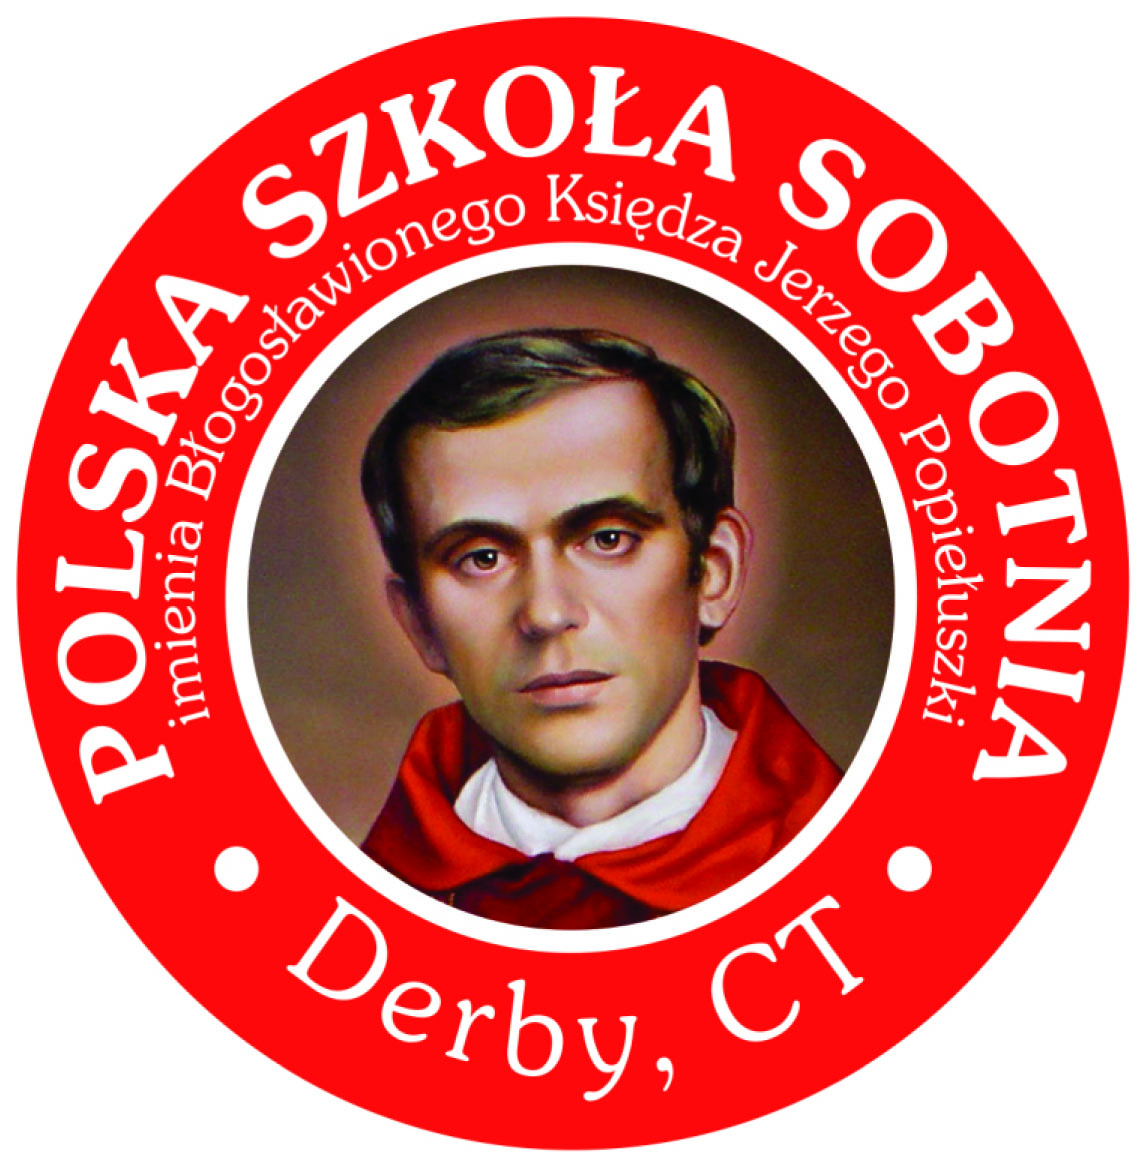 POLSKA SZKOŁA SOBOTNIA
imienia Błogosławionego Księdza Jerzego Popiełuszki
Derby, CT